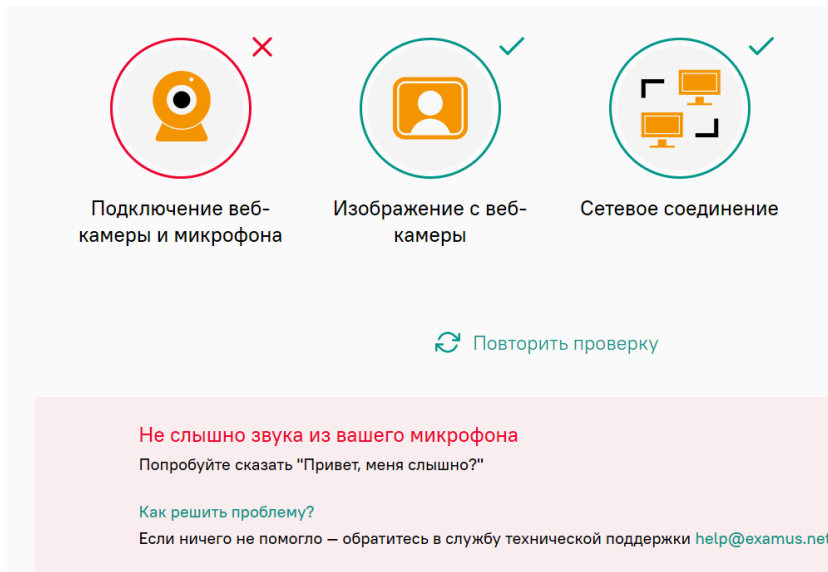 Подключение веб-
камеры и микрофона
Изображение с веб-
камеры
Сетевое соединение
Повторить проверку
Не слышно звука из вашего микрофона
Попробуйте сказать "Привет, меня слышно?"
Как решить проблему?
Если ничего не помогло — обратитесь в службу технической поддержки help@examus.net